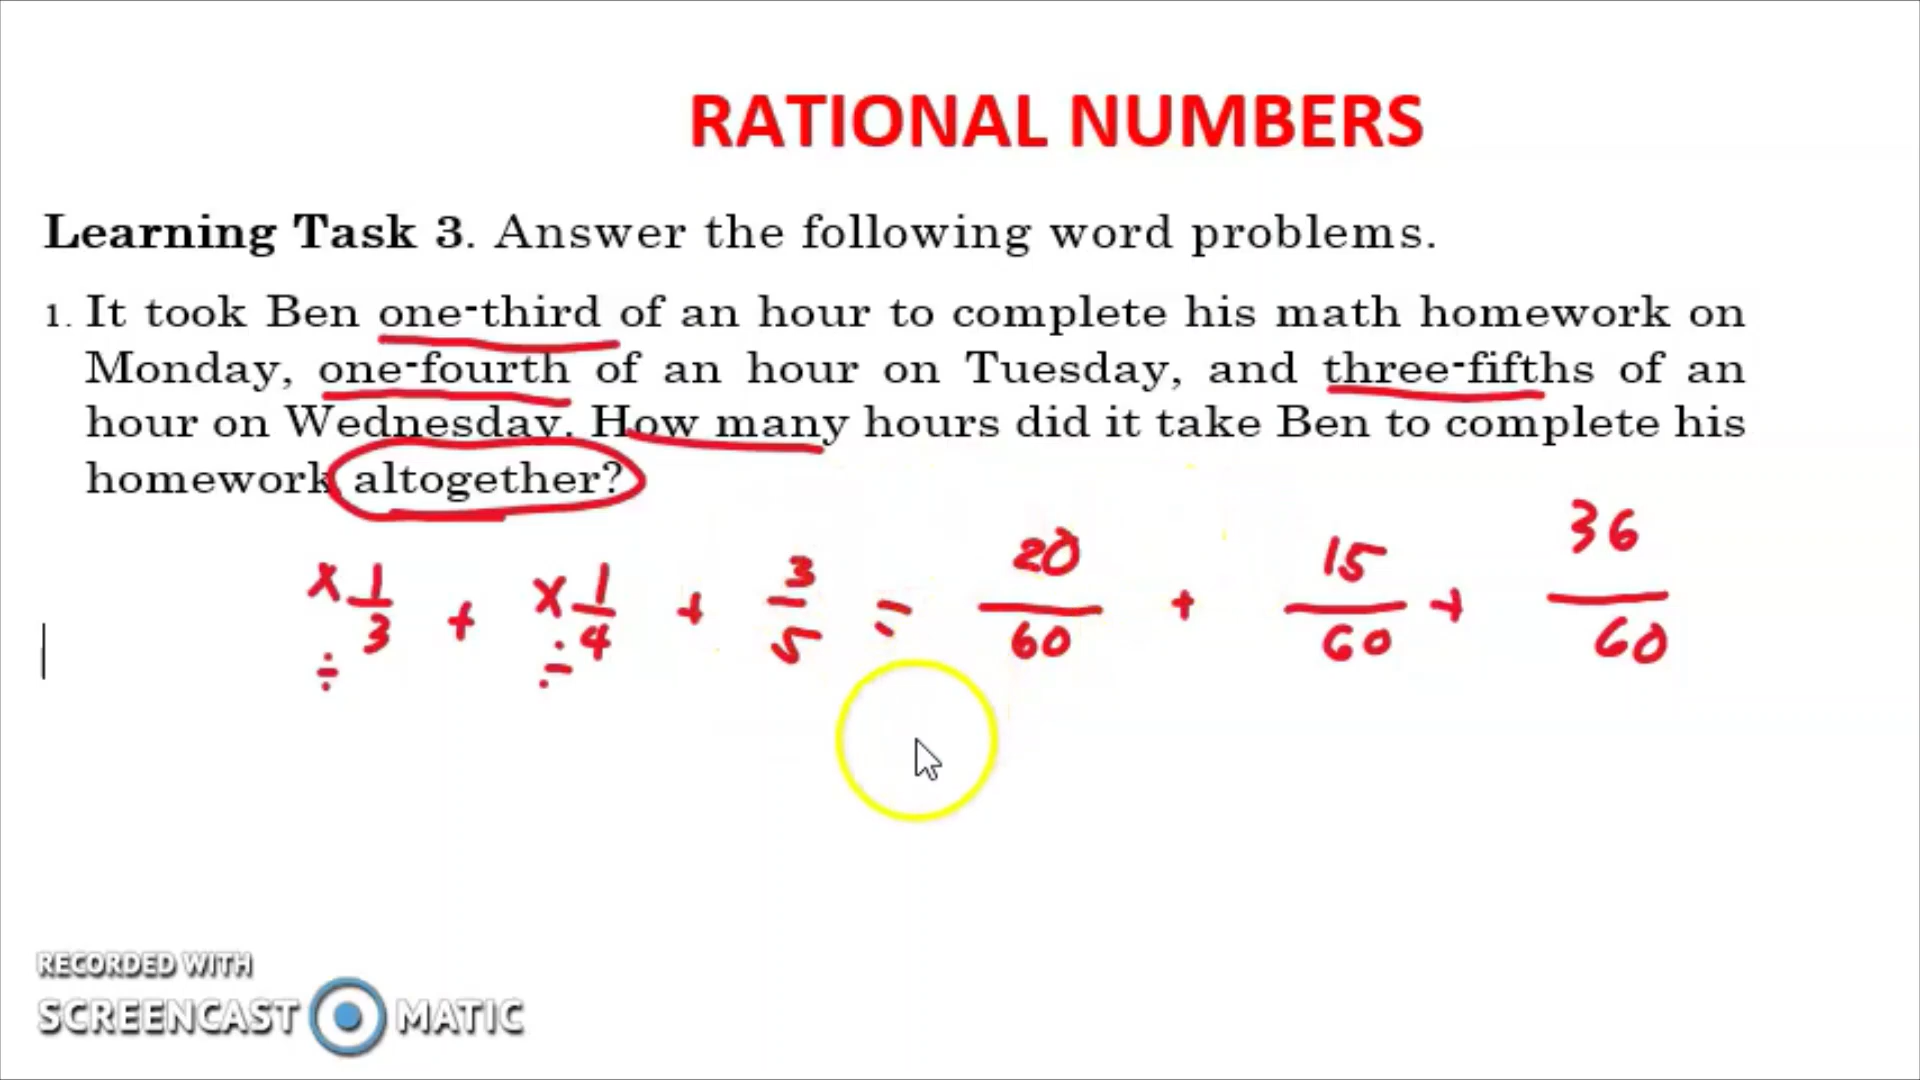 RATIONAL NUMBERS
Learning Task 3. Answer the following word problems.
1. It took Ben one-third of an hour to complete his math homework on
Monday, one-fourth of an hour on Tuesday, and three-fifths of an
hour on Wednesday. How many hours did it take Ben to complete his
homework altogether?
× 1/3 + × 1/4 + 3/5 = 20/60 + 15/60 + 36/60
÷ ÷
RECORDED WITH
SCREENCAST MATIC